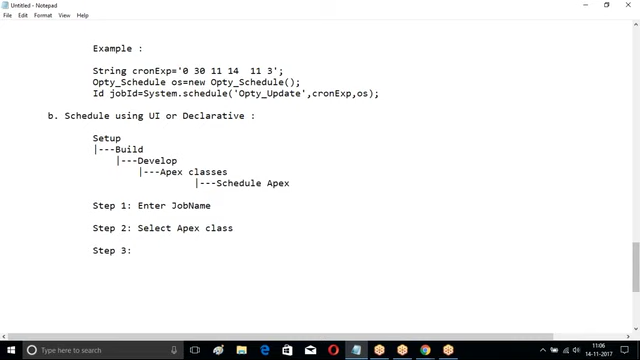 Untitled - Notepad
File Edit Format View Help
Example :
String cronExp='0 30 11 14  11 3';
Opty_Schedule os=new Opty_Schedule();
Id jobId=System.schedule('Opty_Update',cronExp,os);
b. Schedule using UI or Declarative :
Setup
|---Build
|---Develop
|---Apex classes
|---Schedule Apex
Step 1: Enter JobName
Step 2: Select Apex class
Step 3:
Type here to search
11:06
14-11-2017